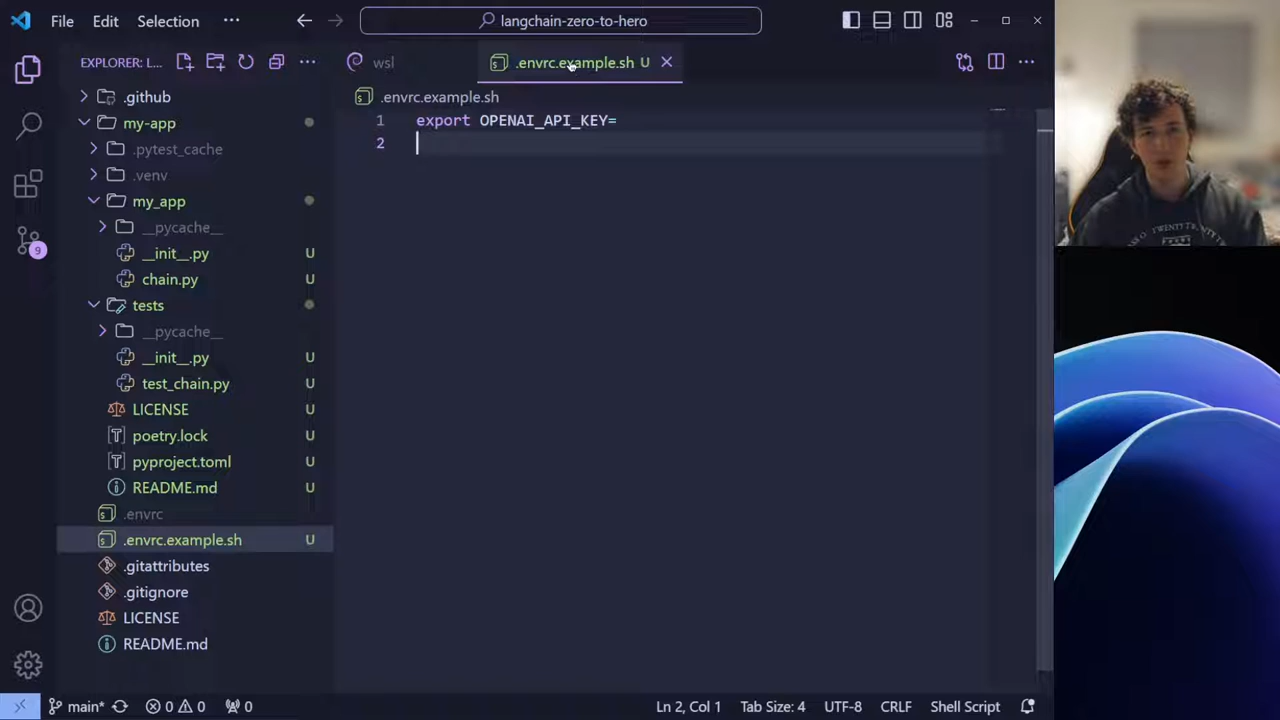 File Edit Selection ··· langchain-zero-to-hero
EXPLORER: L... ··· wsl .envrc.example.sh U
.github
my-app
.pytest_cache
.venv
my_app
__pycache__
__init__.py U
chain.py U
tests
__pycache__
__init__.py U
test_chain.py U
LICENSE U
poetry.lock U
pyproject.toml U
README.md U
.envrc
.envrc.example.sh U
.gitattributes
.gitignore
LICENSE
README.md
9
.envrc.example.sh
1 export OPENAI_API_KEY=
2
main* 0 0 0 Ln 2, Col 1 Tab Size: 4 UTF-8 CRLF Shell Script